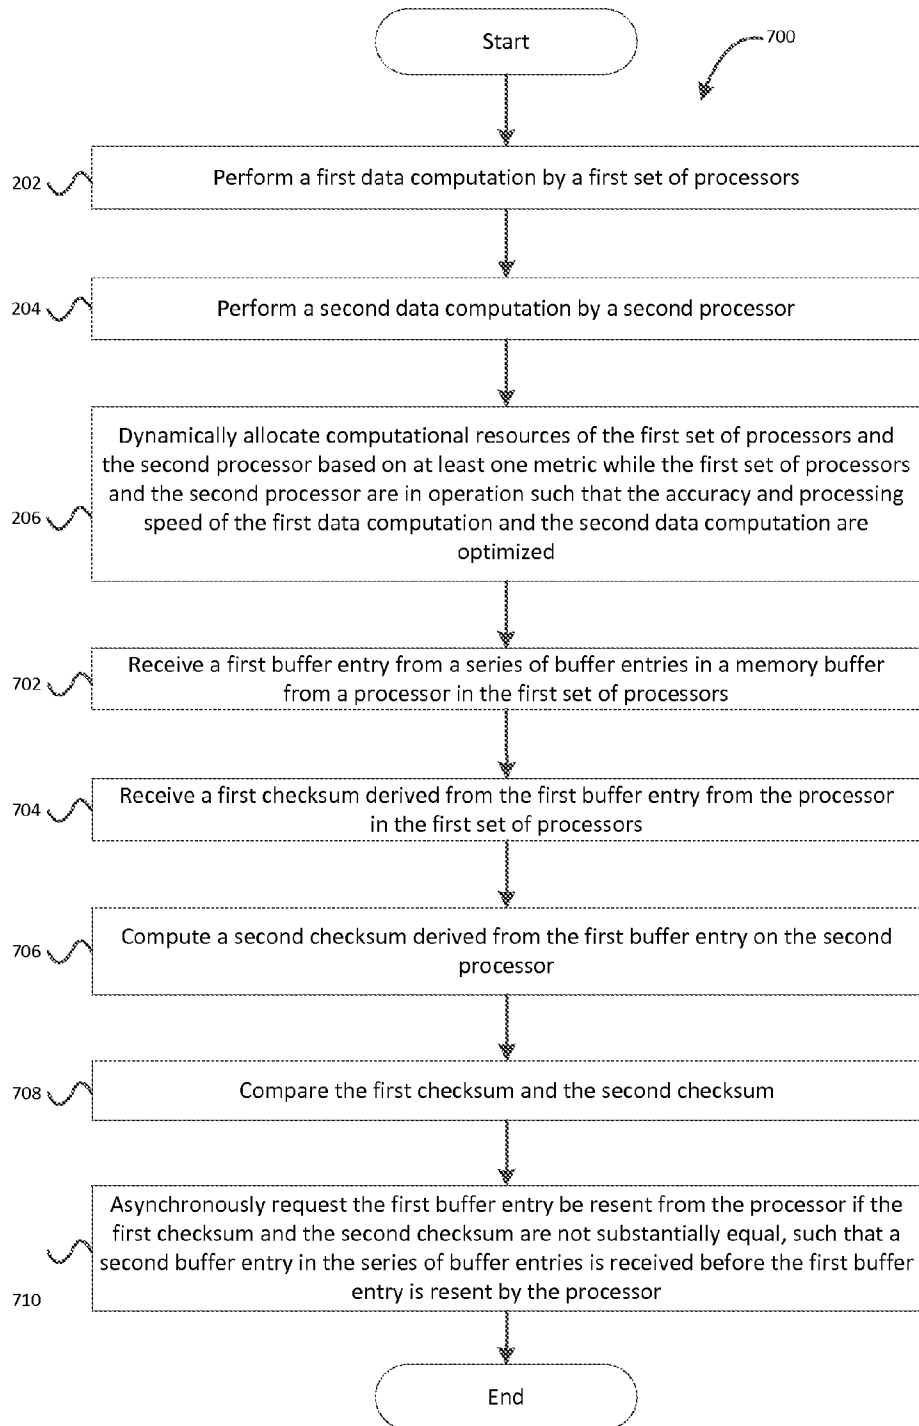 Start
700
202
Perform a first data computation by a first set of processors
204
Perform a second data computation by a second processor
206
Dynamically allocate computational resources of the first set of processors and
the second processor based on at least one metric while the first set of processors
and the second processor are in operation such that the accuracy and processing
speed of the first data computation and the second data computation are
optimized
702
Receive a first buffer entry from a series of buffer entries in a memory buffer
from a processor in the first set of processors
704
Receive a first checksum derived from the first buffer entry from the processor
in the first set of processors
706
Compute a second checksum derived from the first buffer entry on the second
processor
708
Compare the first checksum and the second checksum
710
Asynchronously request the first buffer entry be resent from the processor if the
first checksum and the second checksum are not substantially equal, such that a
second buffer entry in the series of buffer entries is received before the first buffer
entry is resent by the processor
End